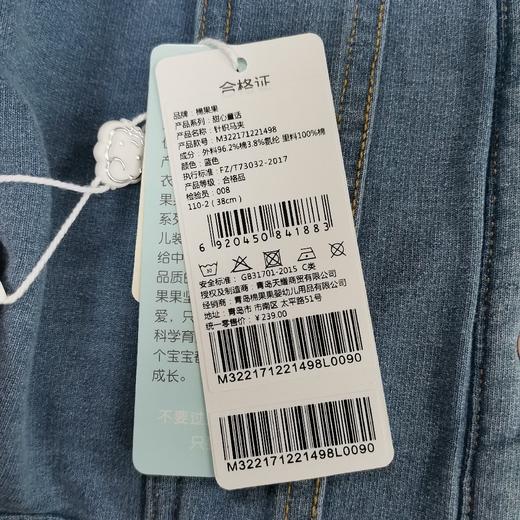 合格证
品牌：棉果果
产品系列：甜心童话
产品名称：针织马夹
产品款号：M322171221498
成分：外料96.2%棉3.8%氨纶 里料100%棉
颜色：蓝色
执行标准：FZ/T73032-2017
产品等级：合格品
检验员：008
110-2（38cm）
6 920450 841883
30
安全标准：GB31701-2015 C类
授权及制造商：青岛天耀商贸有限公司
经销商：青岛棉果果婴幼儿用品有限公司
地址：青岛市 市南区 太平路51号
统一零售价：￥239.00
M322171221498L0090
M322171221498L0090
衣
果
系列
儿装
给中
品质的
果果坚
爱，只
科学育
个宝宝都
成长。
不要过
只